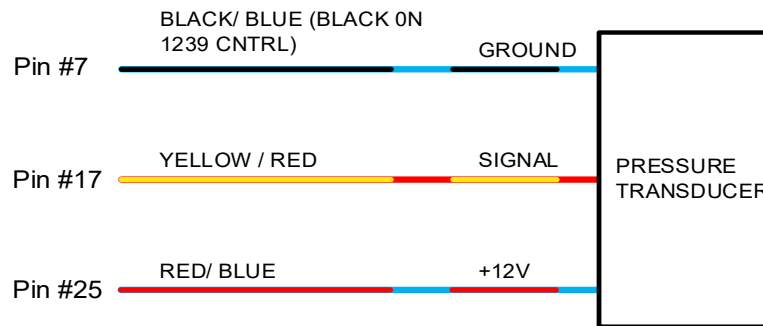 BLACK/ BLUE (BLACK 0N
1239 CNTRL)
GROUND
Pin #7
YELLOW / RED
SIGNAL
Pin #17
PRESSURE
TRANSDUCER
RED/ BLUE
+12V
Pin #25